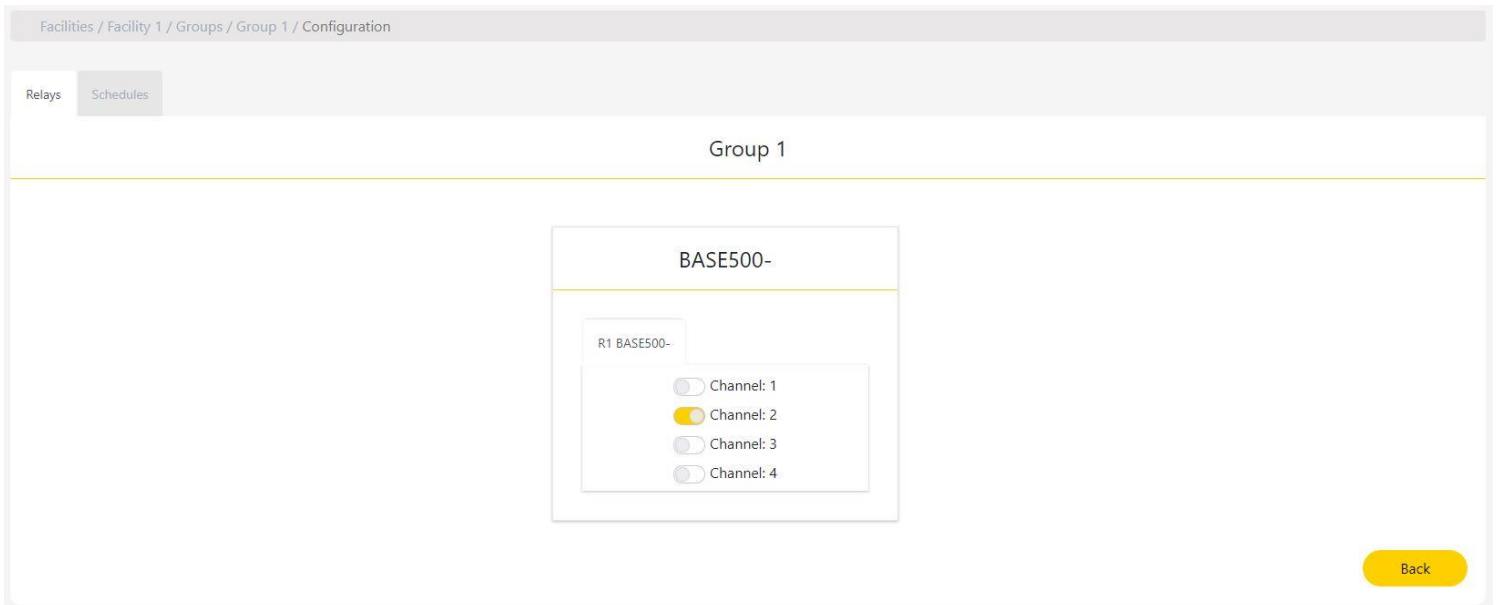 Facilities / Facility 1 / Groups / Group 1 / Configuration
Relays Schedules
Group 1
BASE500-
R1 BASE500-
Channel: 1
Channel: 2
Channel: 3
Channel: 4
Back